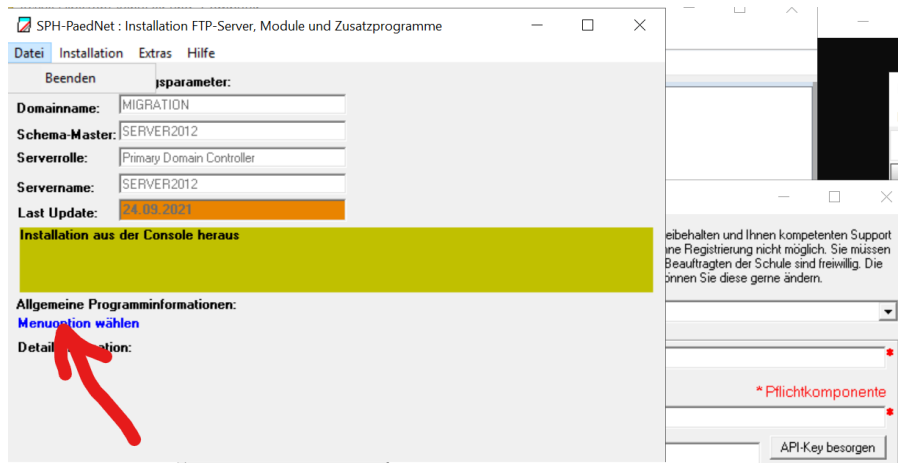 SPH-PaedNet : Installation FTP-Server, Module und Zusatzprogramme
Datei Installation Extras Hilfe
Beenden
gsparameter:
Domainname: MIGRATION
Schema-Master: SERVER2012
Serverrolle: Primary Domain Controller
Servername: SERVER2012
Last Update: 24.09.2021
Installation aus der Console heraus
Allgemeine Programminformationen:
Menuoption wählen
eibehalten und Ihnen kompetenten Support
ne Registrierung nicht möglich. Sie müssen
Beauftragten der Schule sind freiwillig. Die
önnen Sie diese gerne ändern.
*
* Pflichtkomponente
*
API-Key besorgen